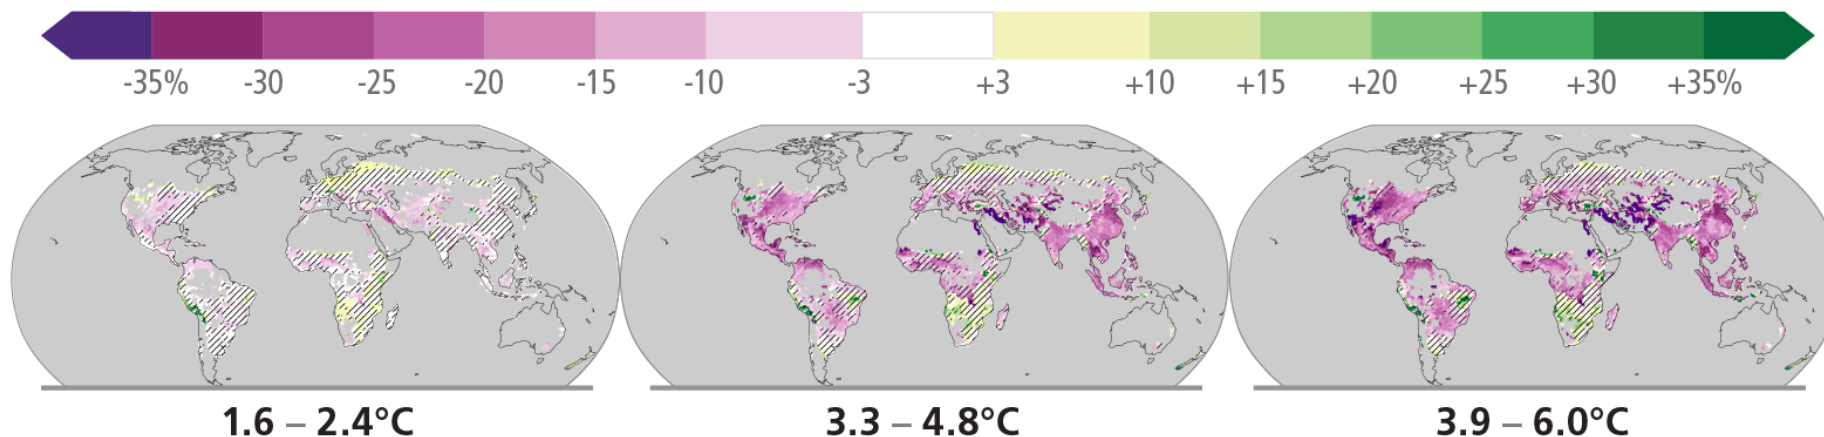 -35% -30 -25 -20 -15 -10 -3 +3 +10 +15 +20 +25 +30 +35%
1.6 – 2.4°C 3.3 – 4.8°C 3.9 – 6.0°C